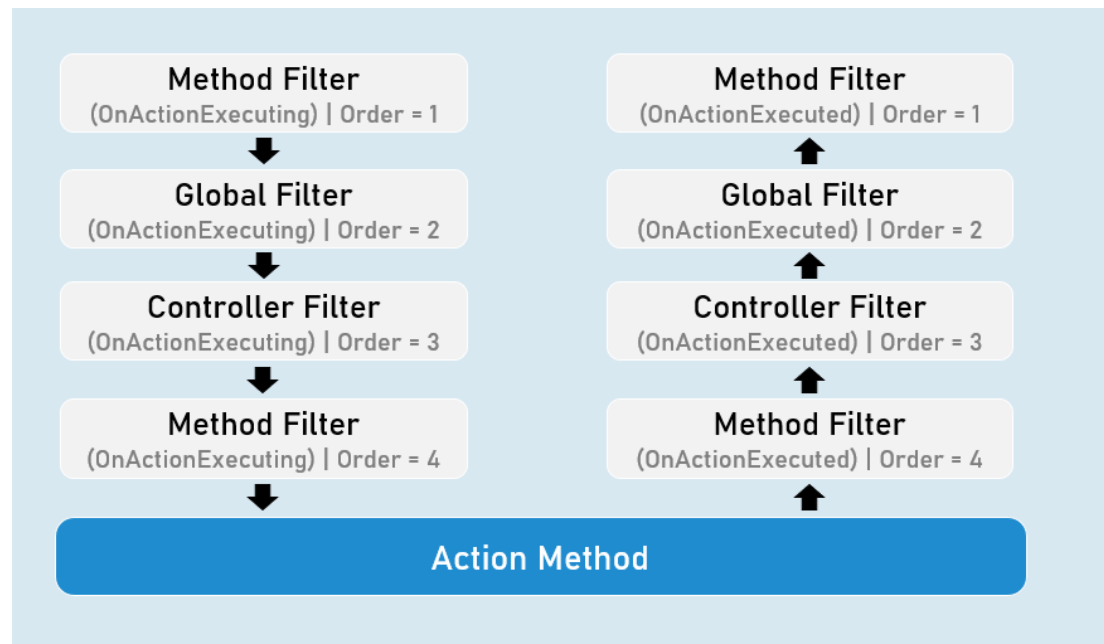 Method Filter
(OnActionExecuting) | Order = 1
Global Filter
(OnActionExecuting) | Order = 2
Controller Filter
(OnActionExecuting) | Order = 3
Method Filter
(OnActionExecuting) | Order = 4
Method Filter
(OnActionExecuted) | Order = 1
Global Filter
(OnActionExecuted) | Order = 2
Controller Filter
(OnActionExecuted) | Order = 3
Method Filter
(OnActionExecuted) | Order = 4
Action Method